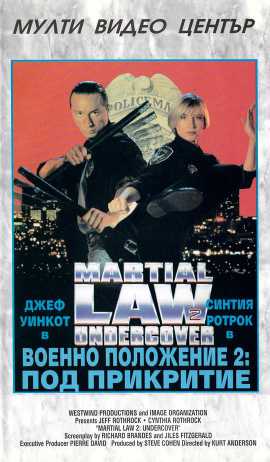 МУЛТИ ВИДЕО ЦЕНТЪР
POLICEMAN
MARTIAL
LAW 2
UNDERCOVER
ДЖЕФ
УИНКОТ
В
СИНТИЯ
РОТРОК
В
ВОЕННО ПОЛОЖЕНИЕ 2:
ПОД ПРИКРИТИЕ
WESTWIND PRODUCTIONS and IMAGE ORGANIZATION
Presents JEFF ROTHROCK • CYNTHIA ROTHROCK
"MARTIAL LAW 2: UNDERCOVER"
Screenplay by RICHARD BRANDES and JILES FITZGERALD
Executive Producer PIERRE DAVID Produced by STEVE COHEN Directed by KURT ANDERSON